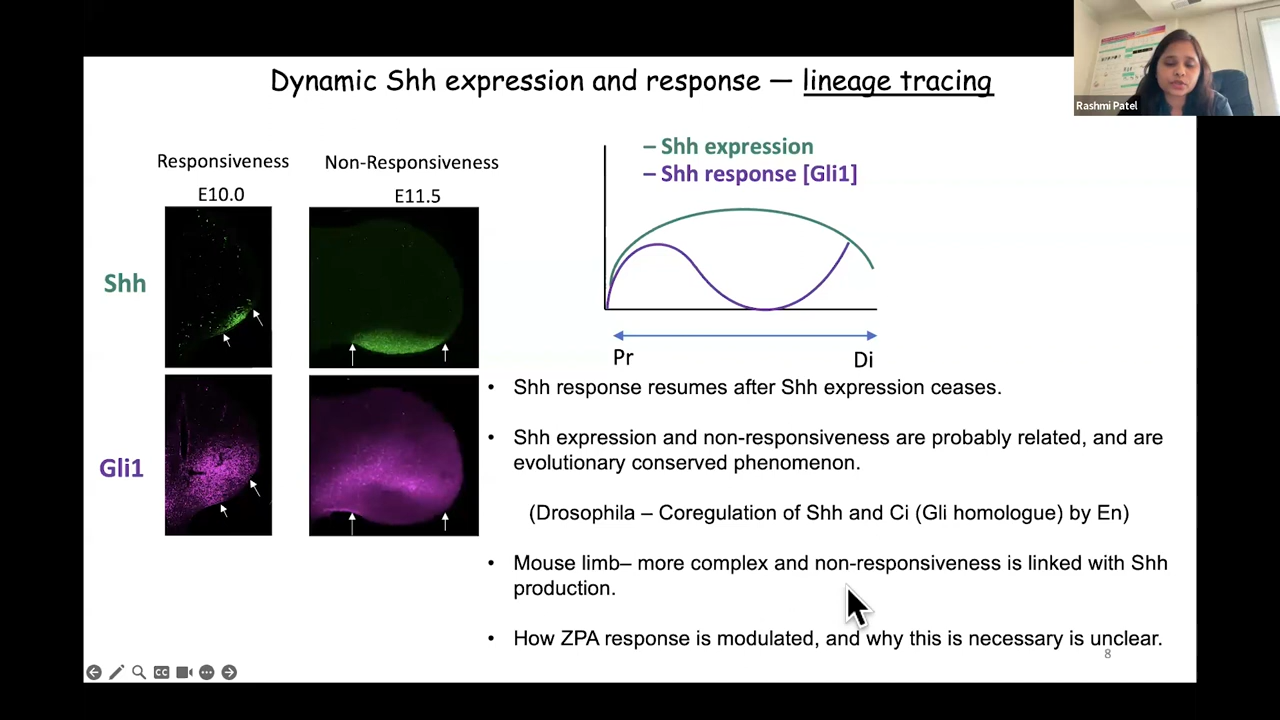 Dynamic Shh expression and response — lineage tracing
Rashmi Patel
Responsiveness
Non-Responsiveness
E10.0
E11.5
Shh
Gli1
– Shh expression
– Shh response [Gli1]
Pr
Di
• Shh response resumes after Shh expression ceases.
• Shh expression and non-responsiveness are probably related, and are
evolutionary conserved phenomenon.
(Drosophila – Coregulation of Shh and Ci (Gli homologue) by En)
• Mouse limb– more complex and non-responsiveness is linked with Shh
production.
• How ZPA response is modulated, and why this is necessary is unclear.
8
CC